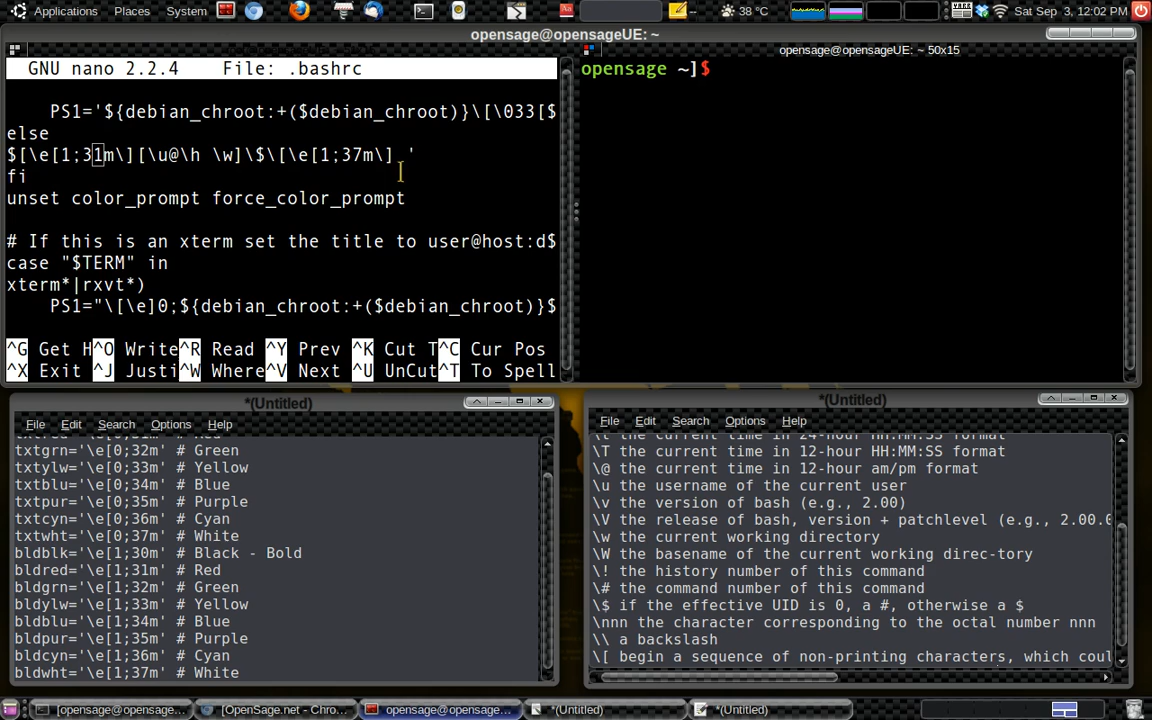 Applications Places System 38 °C Sat Sep 3, 12:02 PM
opensage@opensageUE: ~
GNU nano 2.2.4 File: .bashrc
PS1='${debian_chroot:+($debian_chroot)}\[\033[$
else
$[\e[1;31m\][\u@\h \w]\$\[\e[1;37m\] '
fi
unset color_prompt force_color_prompt
# If this is an xterm set the title to user@host:d$
case "$TERM" in
xterm*|rxvt*)
PS1="\[\e]0;${debian_chroot:+($debian_chroot)}$
^G Get H^O Write^R Read ^Y Prev ^K Cut T^C Cur Pos
^X Exit ^J Justi^W Where^V Next ^U UnCut^T To Spell
opensage@opensageUE: ~ 50x15
opensage ~]$
*(Untitled)
File Edit Search Options Help
txtgrn='\e[0;32m' # Green
txtylw='\e[0;33m' # Yellow
txtblu='\e[0;34m' # Blue
txtpur='\e[0;35m' # Purple
txtcyn='\e[0;36m' # Cyan
txtwht='\e[0;37m' # White
bldblk='\e[1;30m' # Black - Bold
bldred='\e[1;31m' # Red
bldgrn='\e[1;32m' # Green
bldylw='\e[1;33m' # Yellow
bldblu='\e[1;34m' # Blue
bldpur='\e[1;35m' # Purple
bldcyn='\e[1;36m' # Cyan
bldwht='\e[1;37m' # White
*(Untitled)
File Edit Search Options Help
\t the current time in 24-hour HH:MM:SS format
\T the current time in 12-hour HH:MM:SS format
\@ the current time in 12-hour am/pm format
\u the username of the current user
\v the version of bash (e.g., 2.00)
\V the release of bash, version + patchlevel (e.g., 2.00.0
\w the current working directory
\W the basename of the current working direc-tory
\! the history number of this command
\# the command number of this command
\$ if the effective UID is 0, a #, otherwise a $
\nnn the character corresponding to the octal number nnn
\\ a backslash
\[ begin a sequence of non-printing characters, which coul
[opensage@opensage... [OpenSage.net - Chro... opensage@opensage... *(Untitled) *(Untitled)